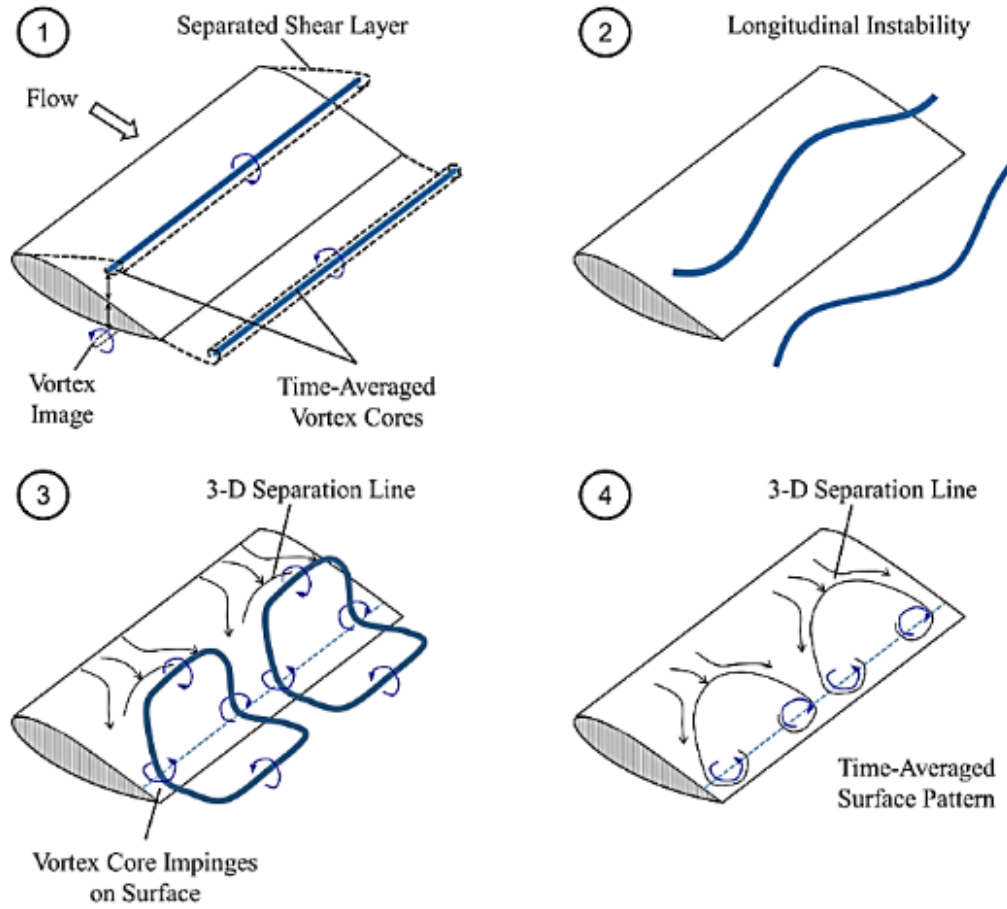 1
Separated Shear Layer
Flow
Vortex
Image
Time-Averaged
Vortex Cores
2
Longitudinal Instability
3
3-D Separation Line
Vortex Core Impinges
on Surface
4
3-D Separation Line
Time-Averaged
Surface Pattern